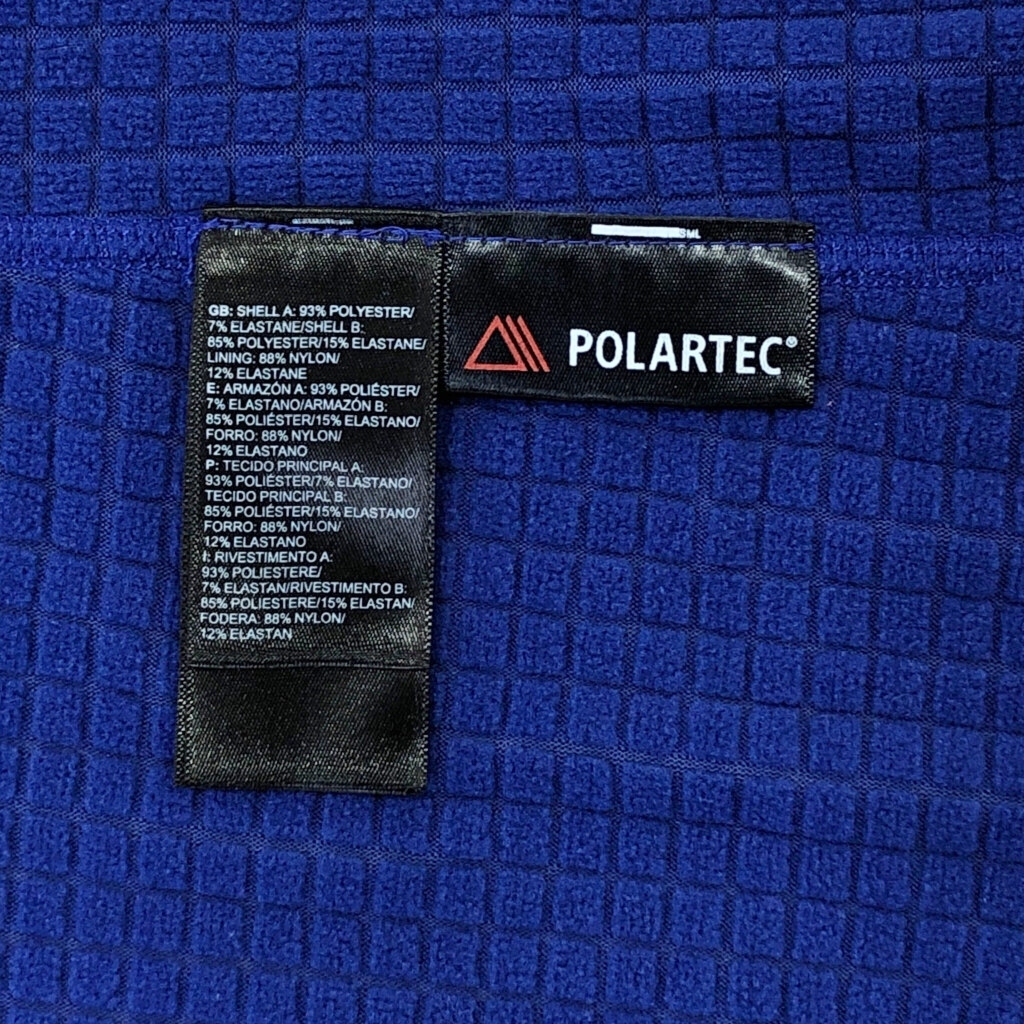 GB: SHELL A: 93% POLYESTER/
7% ELASTANE/SHELL B:
85% POLYESTER/15% ELASTANE/
LINING: 88% NYLON/
12% ELASTANE
E: ARMAZÓN A: 93% POLIÉSTER/
7% ELASTANO/ARMAZÓN B:
85% POLIÉSTER/15% ELASTANO/
FORRO: 88% NYLON/
12% ELASTANO
P: TECIDO PRINCIPAL A:
93% POLIÉSTER/7% ELASTANO/
TECIDO PRINCIPAL B:
85% POLIÉSTER/15% ELASTANO/
FORRO: 88% NYLON/
12% ELASTANO
I: RIVESTIMENTO A:
93% POLIESTERE/
7% ELASTAN/RIVESTIMENTO B:
85% POLIESTERE/15% ELASTAN/
FODERA: 88% NYLON/
12% ELASTAN
POLARTEC®